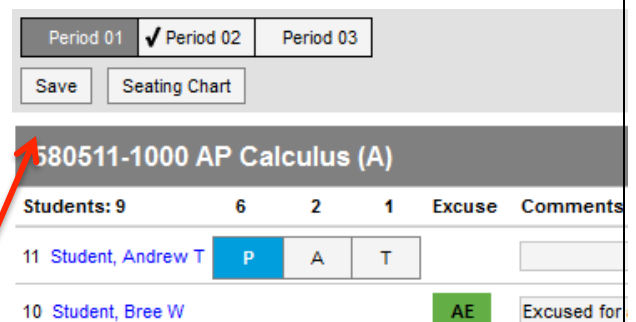 Period 01 ✔ Period 02 Period 03
Save Seating Chart
580511-1000 AP Calculus (A)
Students: 9 6 2 1 Excuse Comments
11 Student, Andrew T P A T
10 Student, Bree W AE Excused for